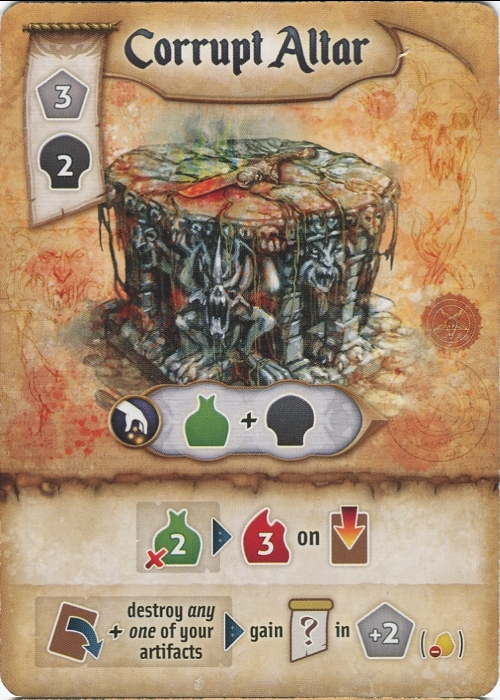 Corrupt Altar
3
2
+
2 3 on
+ destroy any one of your artifacts gain ? in +2 ( )